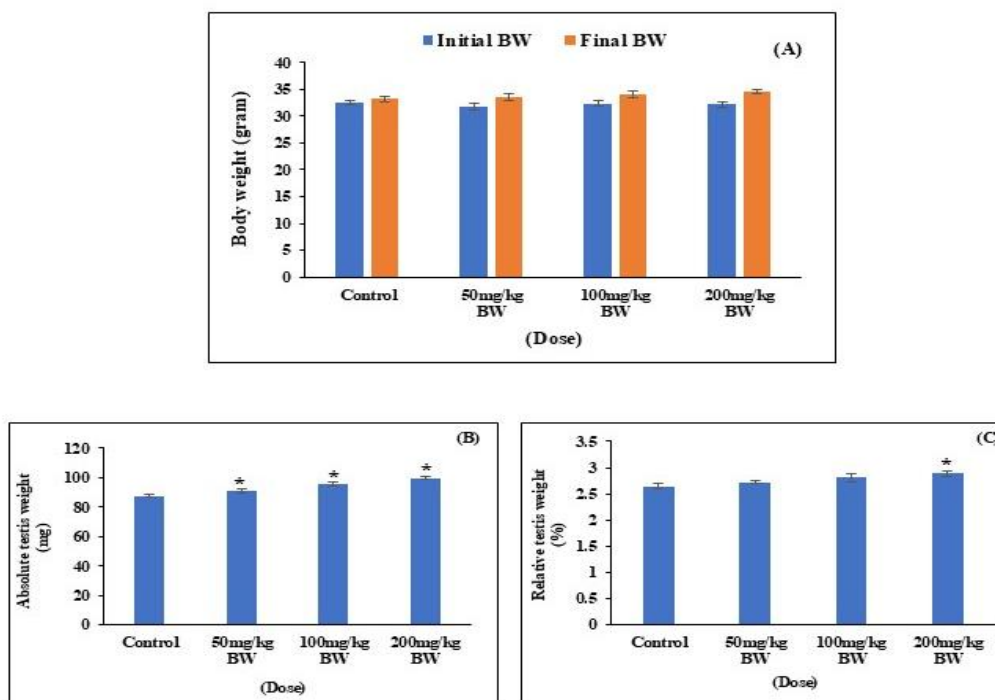 Initial BW Final BW
(A)
Body weight (gram)
40
35
30
25
20
15
10
5
0
Control 50mg/kg 100mg/kg 200mg/kg
BW BW BW
(Dose)
(B)
Absolute testis weight
(mg)
120
100
80
60
40
20
0
* * *
Control 50mg/kg 100mg/kg 200mg/kg
BW BW BW
(Dose)
(C)
Relative testis weight
(%)
3.5
3
2.5
2
1.5
1
0.5
0
*
Control 50mg/kg 100mg/kg 200mg/kg
BW BW BW
(Dose)